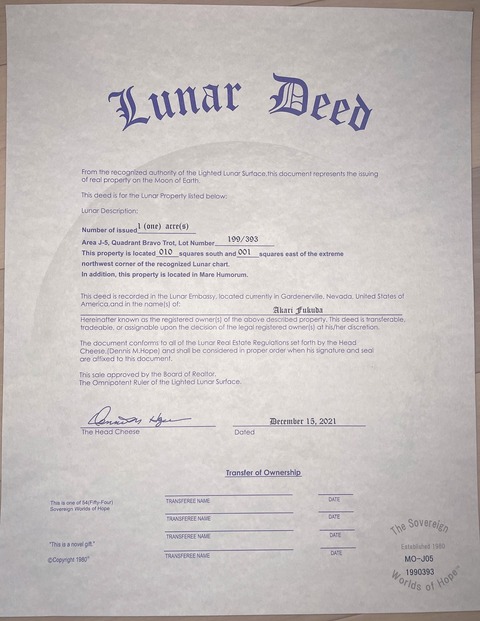 Lunar Deed
From the recognized authority of the Lighted Lunar Surface,this document represents the issuing
of real property on the Moon of Earth.
This deed is for the Lunar Property listed below:
Lunar Description:
Number of issued 1 (one) acre(s)
Area J-5, Quadrant Bravo Trot, Lot Number 199/393
This property is located 010 squares south and 001 squares east of the extreme
northwest corner of the recognized Lunar chart.
In addition, this property is located in Mare Humorum.
This deed is recorded in the Lunar Embassy, located currently in Gardenerville, Nevada, United States of
America,and in the name(s) of:
Akari Fukuda
Hereinafter known as the registered owner(s) of the above described property. This deed is transferable,
tradeable, or assignable upon the decision of the legal registered owner(s) at his/her discretion.
The document conforms to all of the Lunar Real Estate Regulations set forth by the Head
Cheese,(Dennis M.Hope) and shall be considered in proper order when his signature and seal
are affixed to this document.
This sale approved by the Board of Realtor.
The Omnipotent Ruler of the Lighted Lunar Surface.
December 15, 2021
The Head Cheese Dated
Transfer of Ownership
This is one of 54(Fifty-Four)
Sovereign Worlds of Hope
TRANSFEREE NAME DATE
TRANSFEREE NAME DATE
TRANSFEREE NAME DATE
TRANSFEREE NAME DATE
"This is a novel gift."
©Copyright 1980®
The Sovereign
Established 1980
MO-J05
1990393
Worlds of Hope™